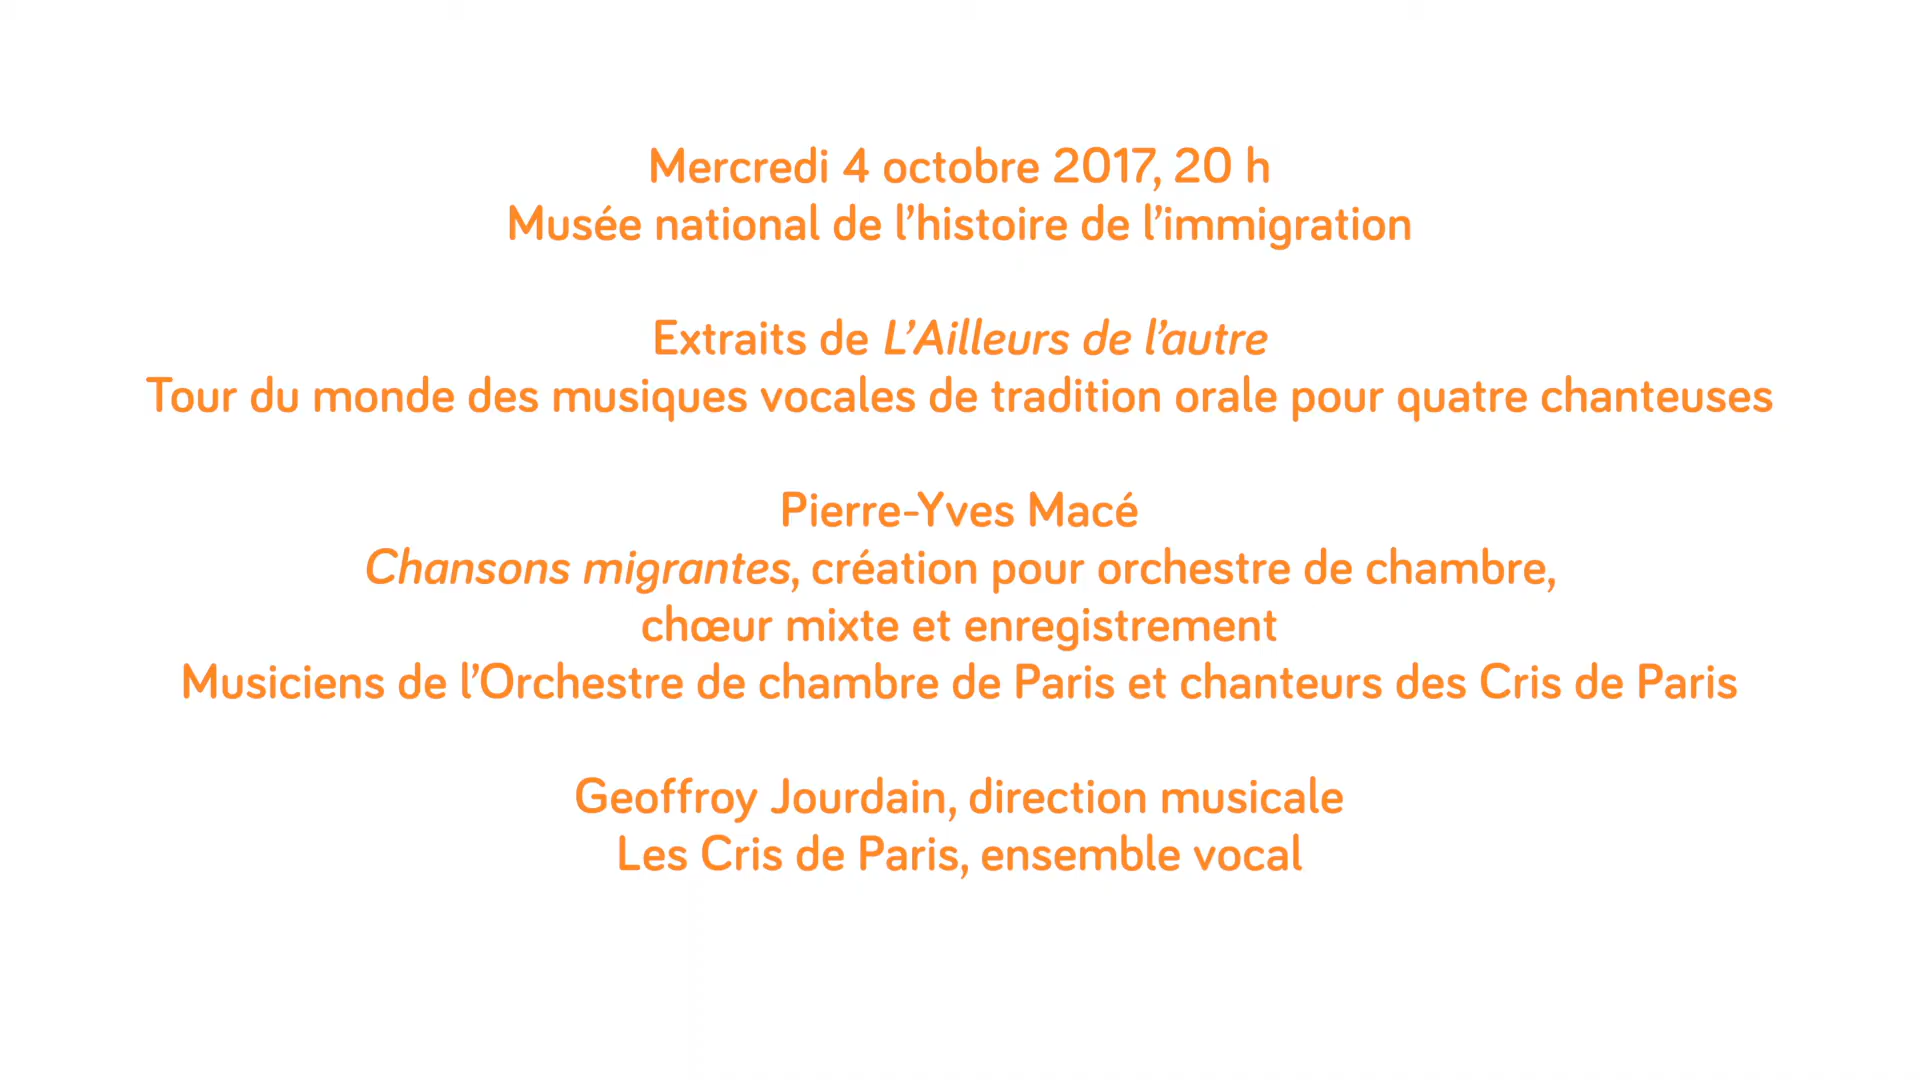 Mercredi 4 octobre 2017, 20 h
Musée national de l’histoire de l’immigration
Extraits de L’Ailleurs de l’autre
Tour du monde des musiques vocales de tradition orale pour quatre chanteuses
Pierre-Yves Macé
Chansons migrantes, création pour orchestre de chambre,
chœur mixte et enregistrement
Musiciens de l’Orchestre de chambre de Paris et chanteurs des Cris de Paris
Geoffroy Jourdain, direction musicale
Les Cris de Paris, ensemble vocal